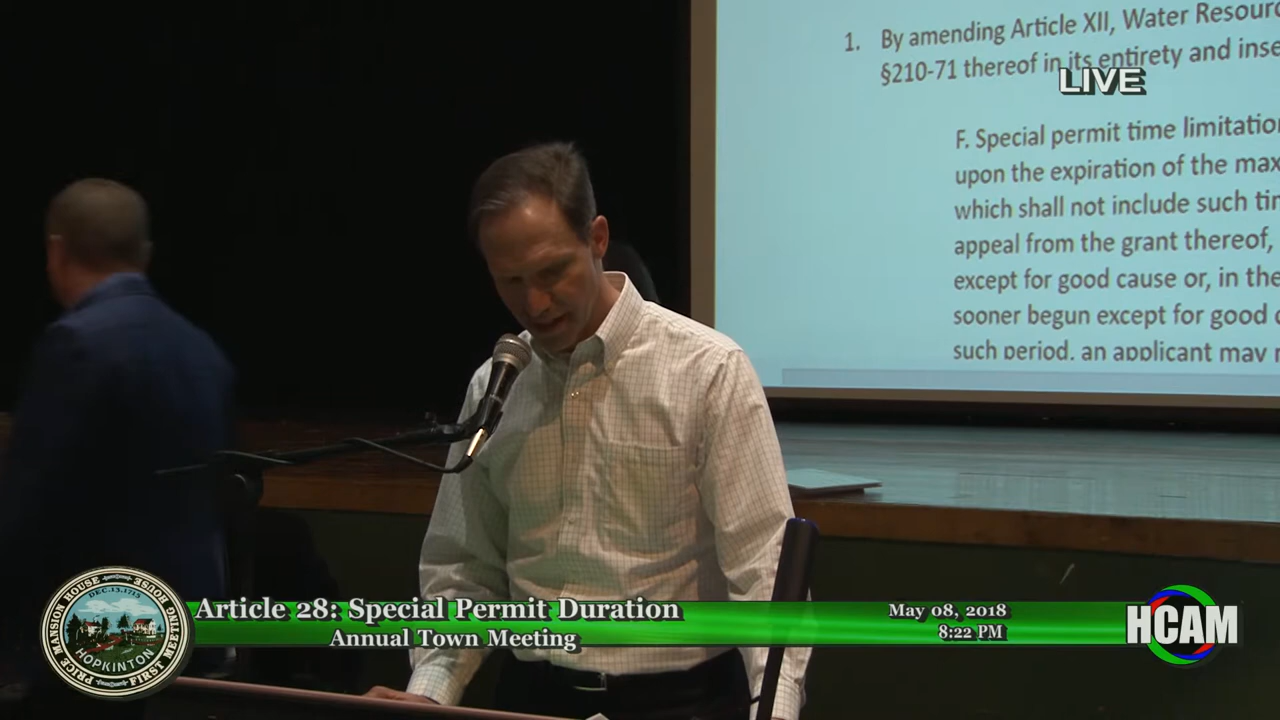 1. By amending Article XII, Water Resourc
§210-71 thereof in its entirety and inse
LIVE
F. Special permit time limitatio
upon the expiration of the max
which shall not include such tim
appeal from the grant thereof,
except for good cause or, in the
sooner begun except for good c
such period, an applicant may r
Article 28: Special Permit Duration
Annual Town Meeting
May 08, 2018
8:22 PM
HCAM
PRICE MANSION HOUSE HOUSE MEETING FIRST
DEC.13.1715
HOPKINTON